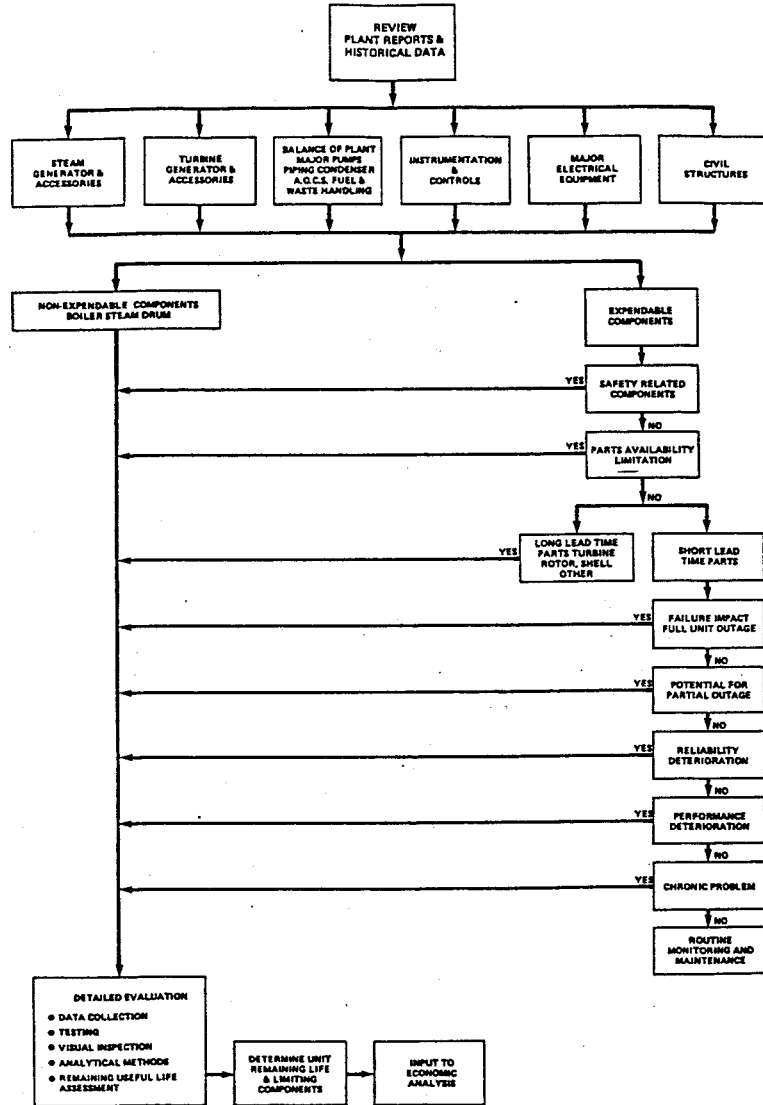 REVIEW
PLANT REPORTS &
HISTORICAL DATA
STEAM
GENERATOR &
ACCESSORIES
TURBINE
GENERATOR &
ACCESSORIES
BALANCE OF PLANT
MAJOR PUMPS
PIPING CONDENSER
A.Q.C.S. FUEL &
WASTE HANDLING
INSTRUMENTATION
&
CONTROLS
MAJOR
ELECTRICAL
EQUIPMENT
CIVIL
STRUCTURES
NON-EXPENDABLE COMPONENTS
BOILER STEAM DRUM
EXPENDABLE
COMPONENTS
YES
SAFETY RELATED
COMPONENTS
NO
YES
PARTS AVAILABILITY
LIMITATION
NO
YES
LONG LEAD TIME
PARTS TURBINE
ROTOR, SHELL
OTHER
SHORT LEAD
TIME PARTS
YES
FAILURE IMPACT
FULL UNIT OUTAGE
NO
YES
POTENTIAL FOR
PARTIAL OUTAGE
NO
YES
RELIABILITY
DETERIORATION
NO
YES
PERFORMANCE
DETERIORATION
NO
YES
CHRONIC PROBLEM
NO
ROUTINE
MONITORING AND
MAINTENANCE
DETAILED EVALUATION
● DATA COLLECTION
● TESTING
● VISUAL INSPECTION
● ANALYTICAL METHODE
● REMAINING USEFUL LIFE
ASSESSMENT
DETERMINE UNIT
REMAINING LIFE
& LIMITING
COMPONENTS
INPUT TO
ECONOMIC
ANALYSIS